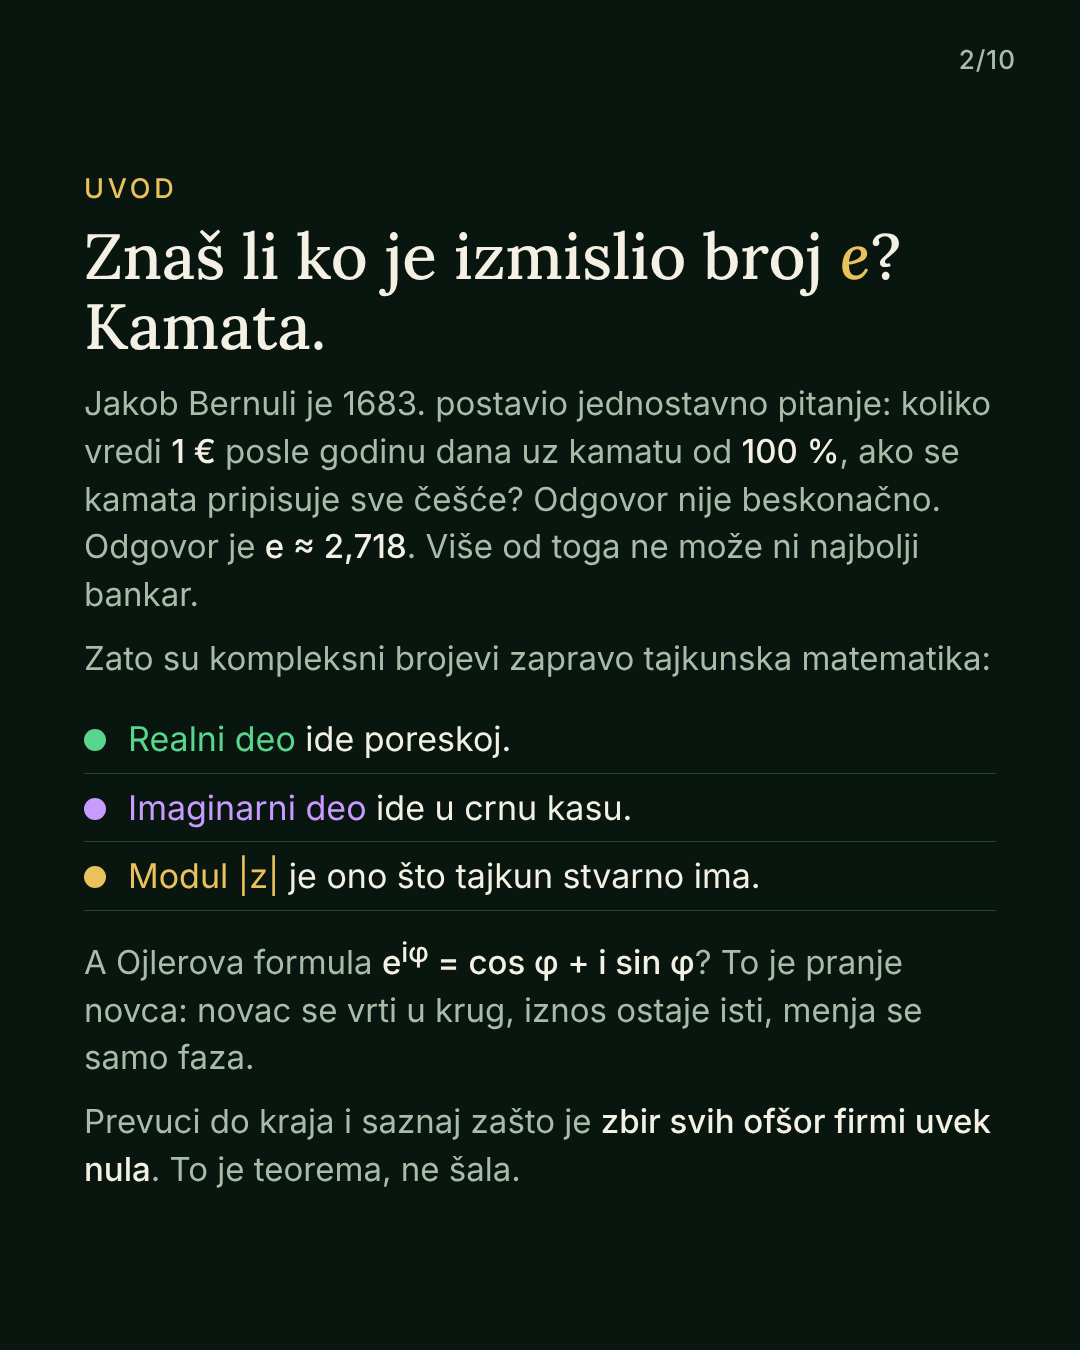 2/10
UVOD
Znaš li ko je izmislio broj e?
Kamata.
Jakob Bernuli je 1683. postavio jednostavno pitanje: koliko
vredi 1 € posle godinu dana uz kamatu od 100 %, ako se
kamata pripisuje sve češće? Odgovor nije beskonačno.
Odgovor je e ≈ 2,718. Više od toga ne može ni najbolji
bankar.
Zato su kompleksni brojevi zapravo tajkunska matematika:
Realni deo ide poreskoj.
Imaginarni deo ide u crnu kasu.
Modul |z| je ono što tajkun stvarno ima.
A Ojlerova formula e^iφ = cos φ + i sin φ? To je pranje
novca: novac se vrti u krug, iznos ostaje isti, menja se
samo faza.
Prevuci do kraja i saznaj zašto je zbir svih ofšor firmi uvek
nula. To je teorema, ne šala.